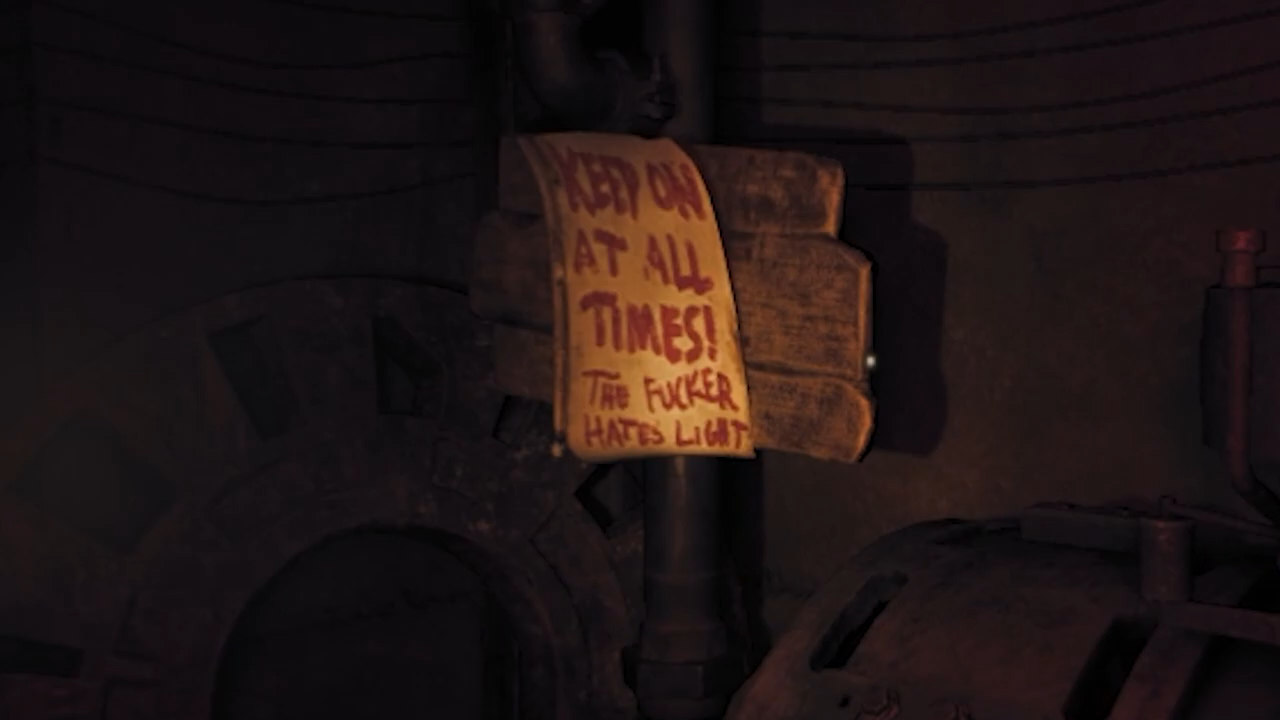 KEEP ON
AT ALL
TIMES!
THE FUCKER
HATES LIGHT